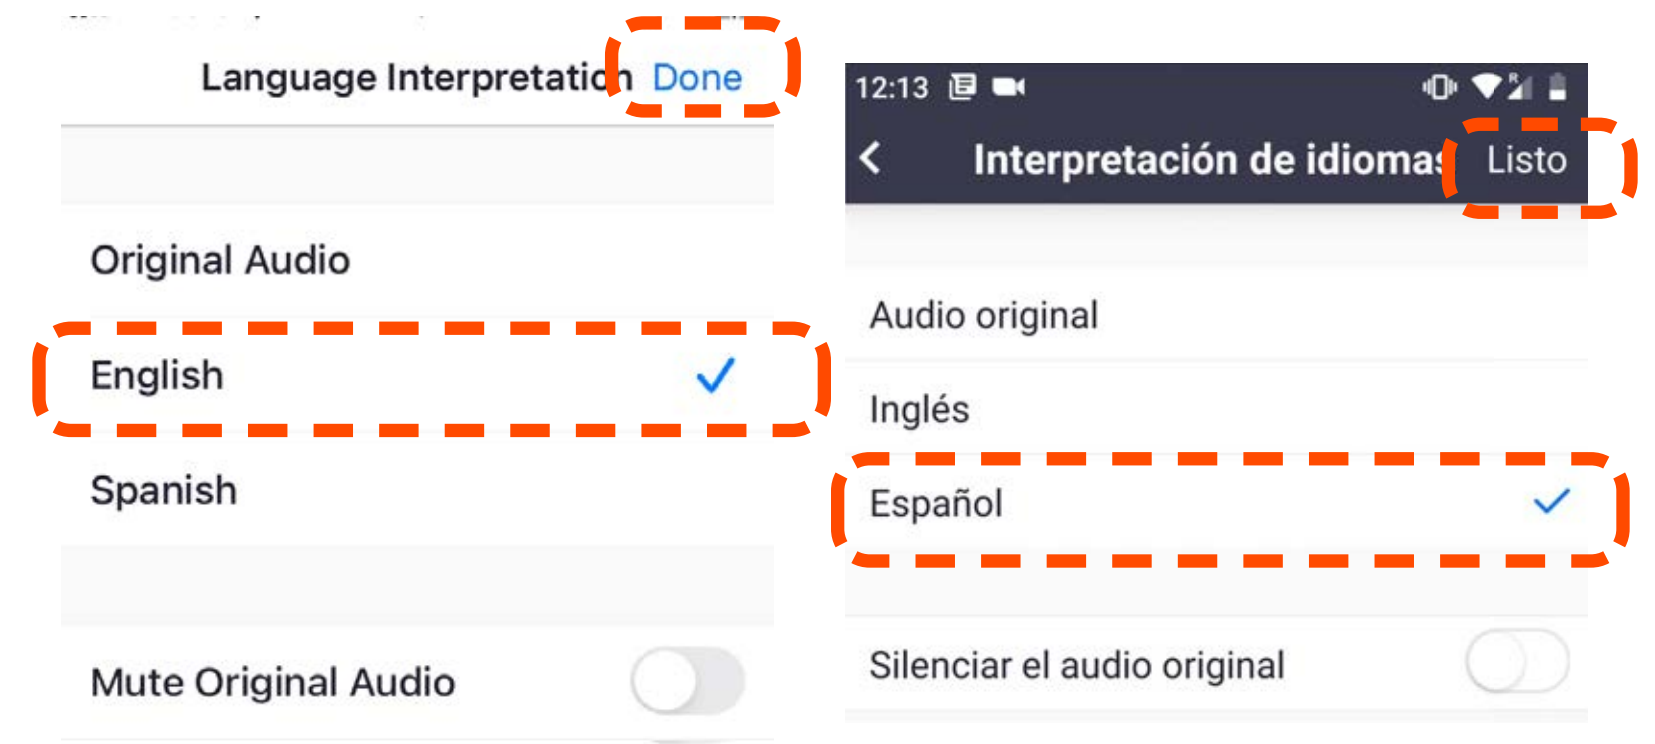 Language Interpretation Done
Original Audio
English
Spanish
Mute Original Audio
12:13
Interpretación de idiomas Listo
Audio original
Inglés
Español
Silenciar el audio original